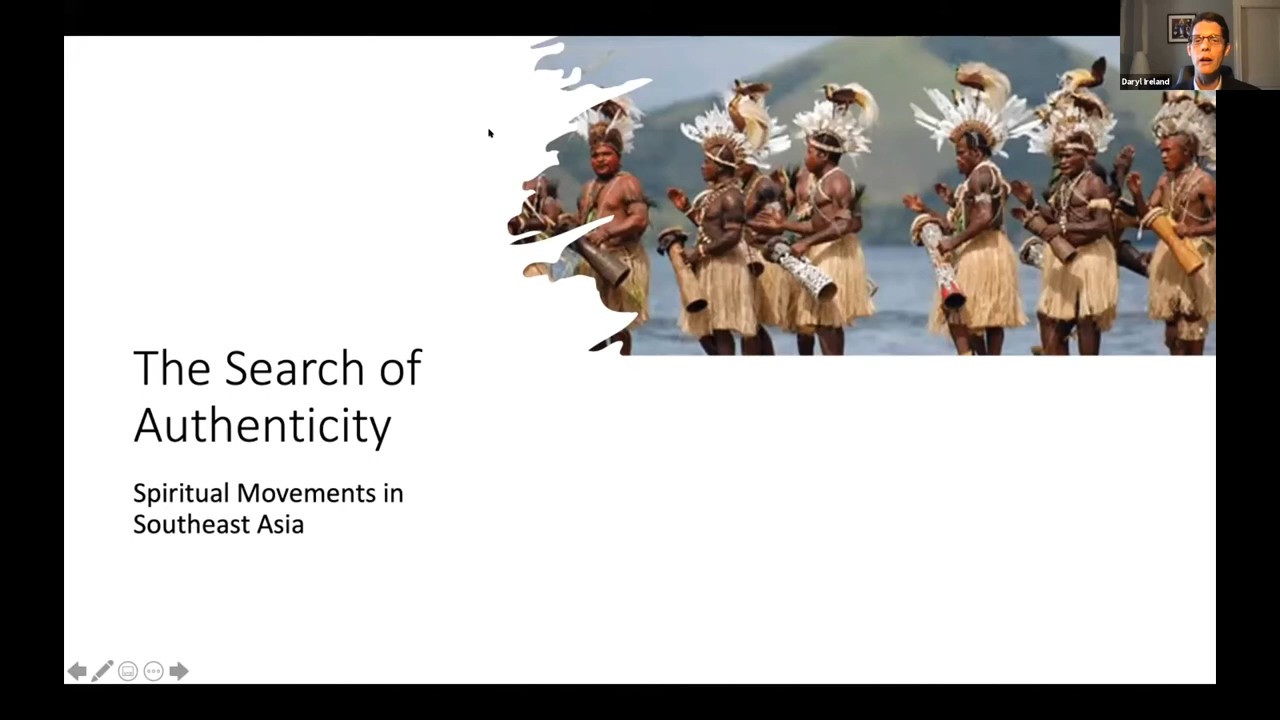 Daryl Ireland
The Search of
Authenticity
Spiritual Movements in
Southeast Asia